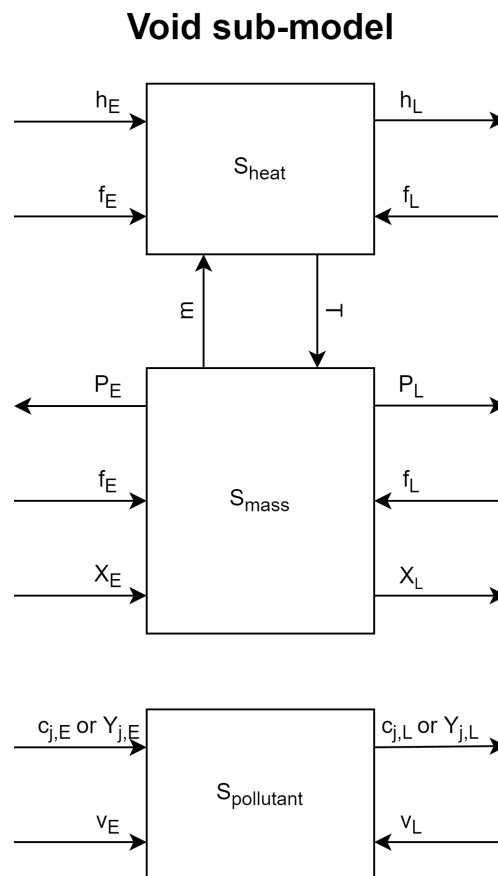 Void sub-model
h_E h_L
S_heat
f_E f_L
m T
P_E P_L
f_E f_L
S_mass
X_E X_L
c_j,E or Y_j,E c_j,L or Y_j,L
S_pollutant
v_E v_L